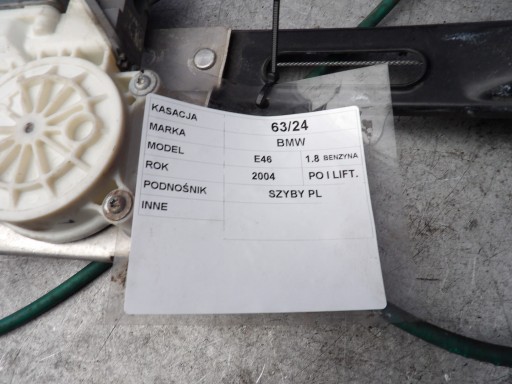 KASACJA 63/24
MARKA BMW
MODEL E46 1.8 BENZYNA
ROK 2004 PO I LIFT.
PODNOŚNIK SZYBY PL
INNE